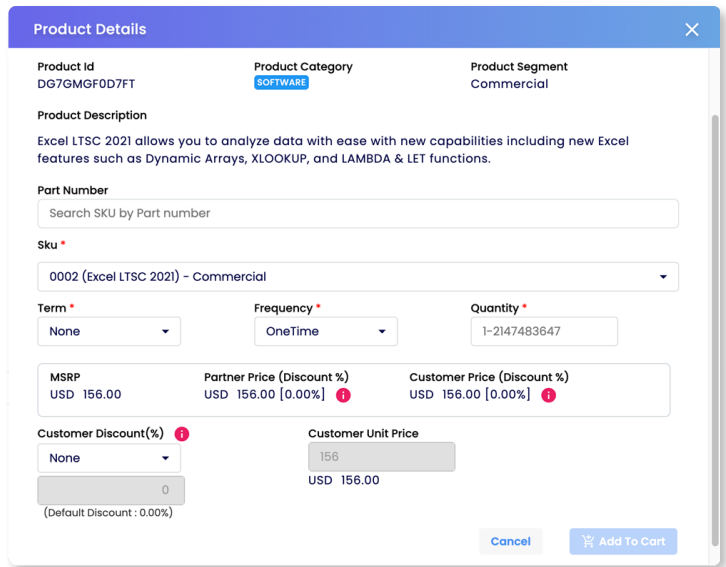 Product Details
Product Id
Product Category
Product Segment
DG7GMGF0D7FT
SOFTWARE
Commercial
Product Description
Excel LTSC 2021 allows you to analyze data with ease with new capabilities including new Excel
features such as Dynamic Arrays, XLOOKUP, and LAMBDA & LET functions.
Part Number
Search SKU by Part number
Sku *
0002 (Excel LTSC 2021) - Commercial
Term *
Frequency *
Quantity *
None
OneTime
1-2147483647
MSRP
Partner Price (Discount %)
Customer Price (Discount %)
USD 156.00
USD 156.00 [0.00%]
USD 156.00 [0.00%]
Customer Discount(%)
Customer Unit Price
None
156
USD 156.00
0
(Default Discount : 0.00%)
Cancel
Add To Cart